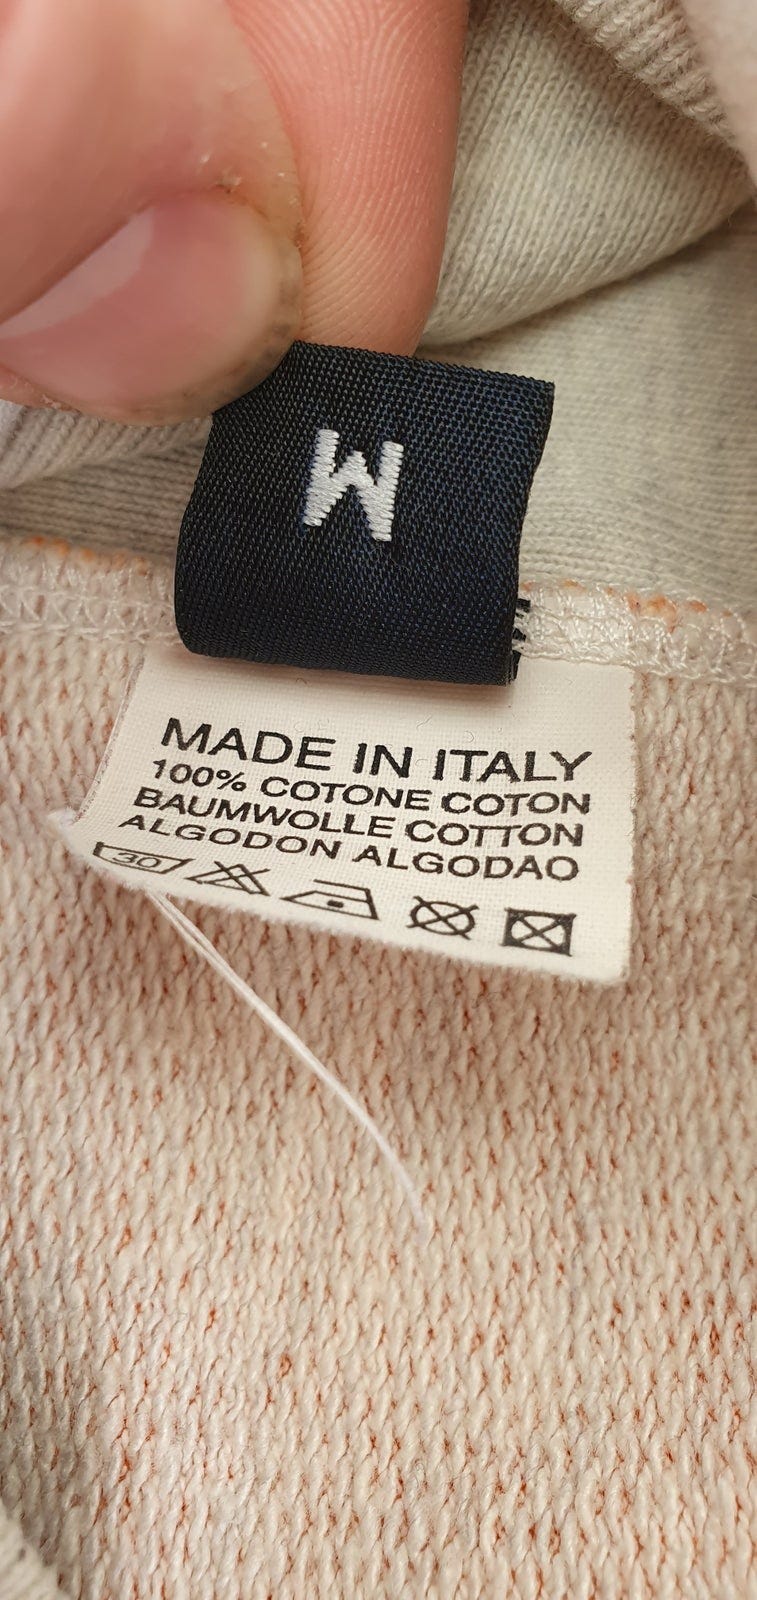 M
MADE IN ITALY
100% COTONE COTON
BAUMWOLLE COTTON
ALGODON ALGODAO
30